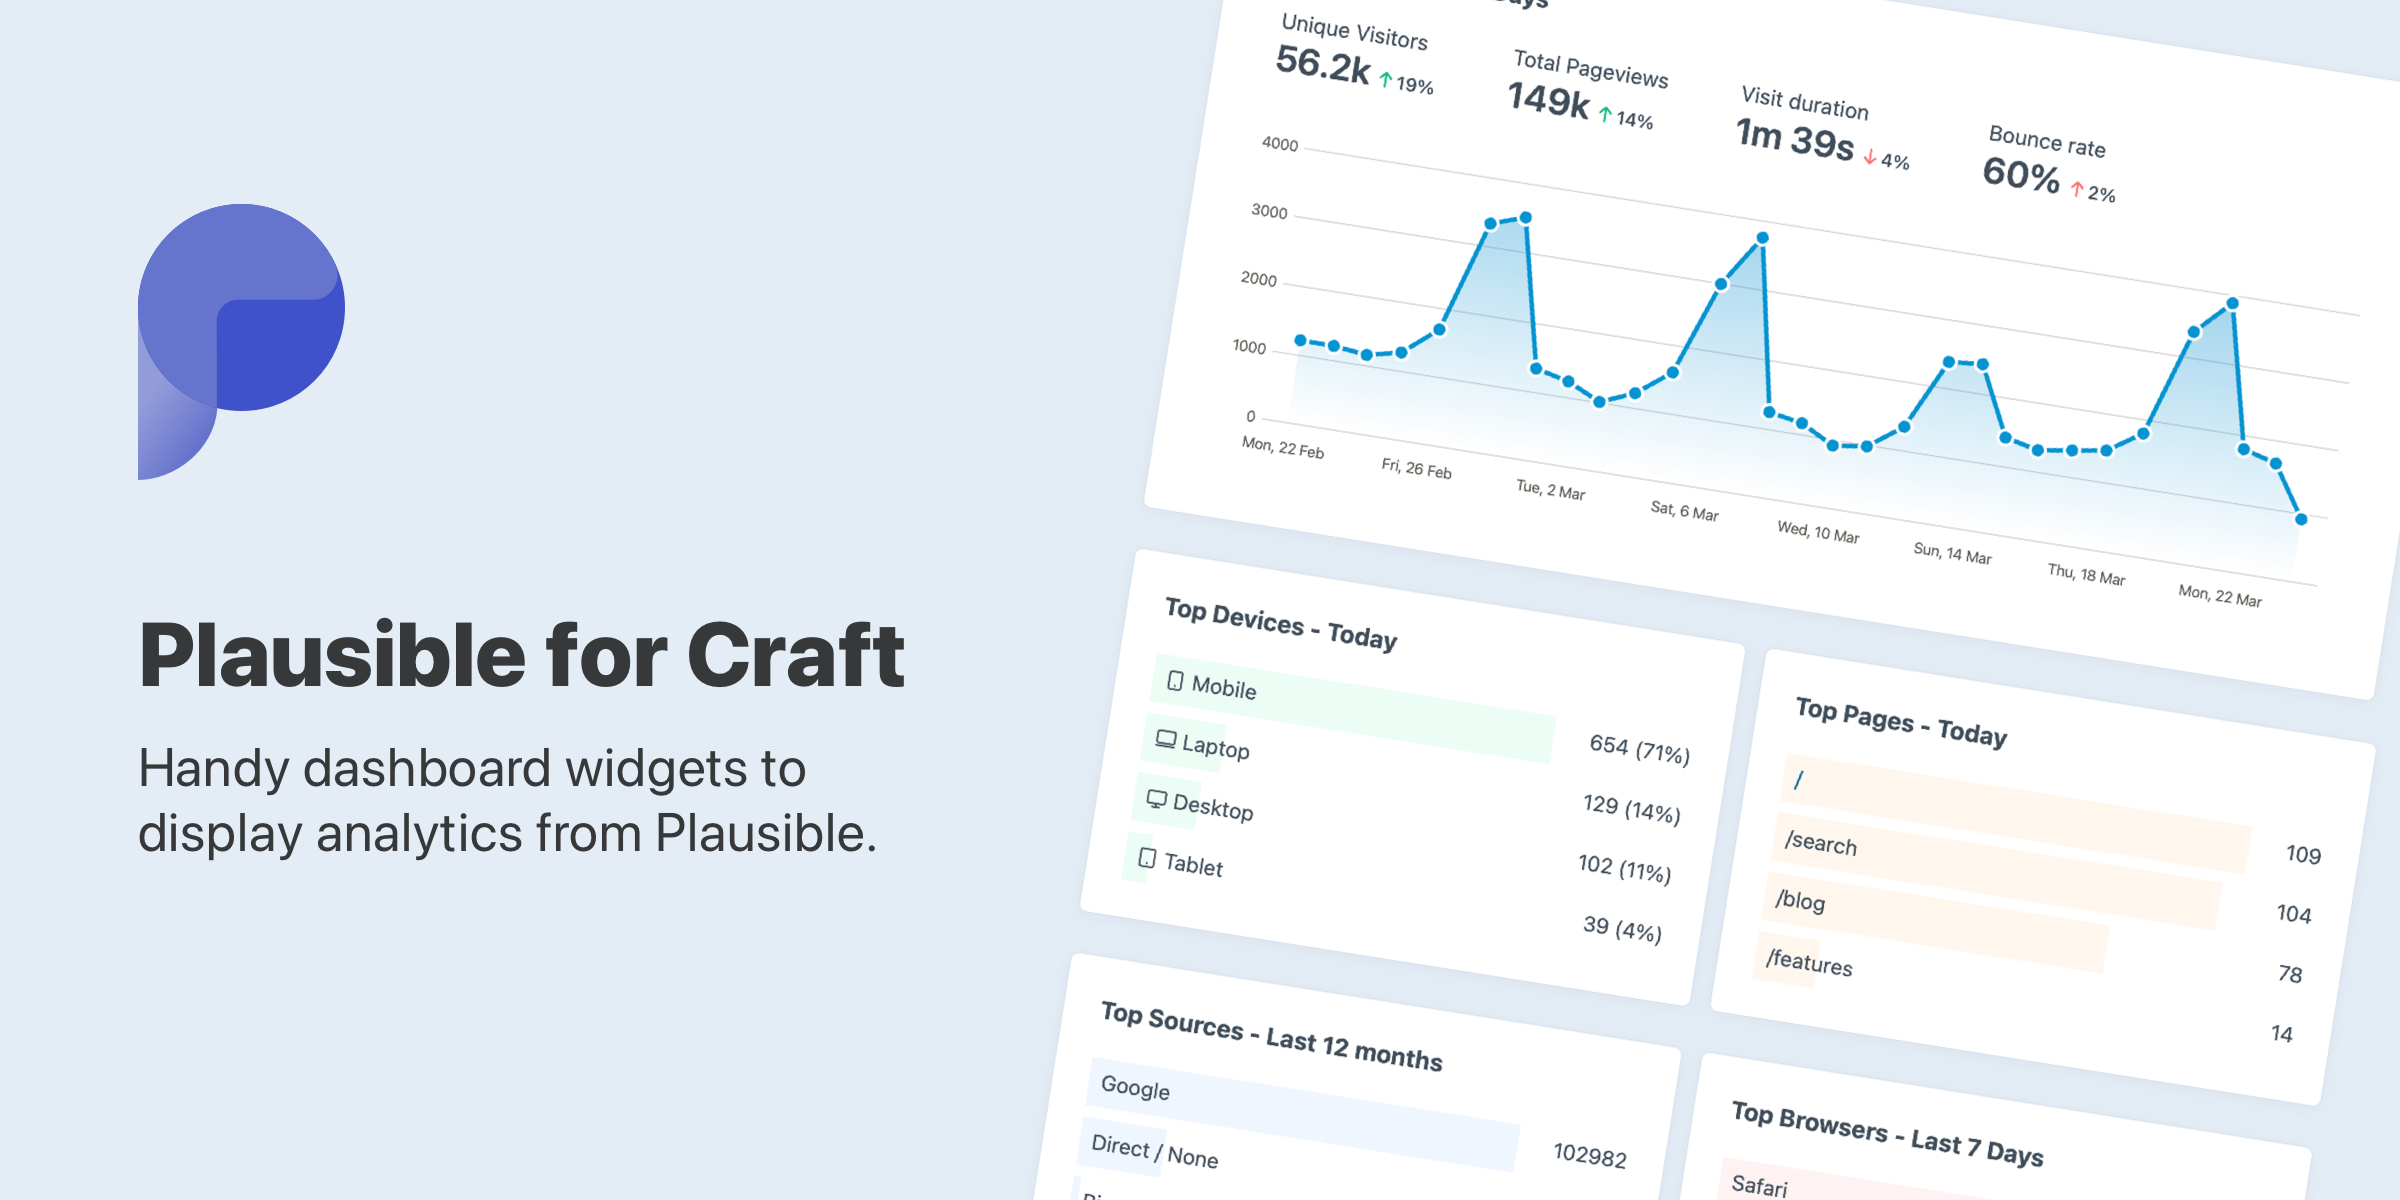 Plausible for Craft
Handy dashboard widgets to
display analytics from Plausible.
Unique Visitors
56.2k ↑ 19%
Total Pageviews
149k ↑ 14%
Visit duration
1m 39s ↓ 4%
Bounce rate
60% ↑ 2%
4000
3000
2000
1000
0
Mon, 22 Feb
Fri, 26 Feb
Tue, 2 Mar
Sat, 6 Mar
Wed, 10 Mar
Sun, 14 Mar
Thu, 18 Mar
Mon, 22 Mar
Top Devices - Today
Mobile 654 (71%)
Laptop 129 (14%)
Desktop 102 (11%)
Tablet 39 (4%)
Top Pages - Today
/ 109
/search 104
/blog 78
/features 14
Top Sources - Last 12 months
Google 102982
Direct / None
Top Browsers - Last 7 Days
Safari